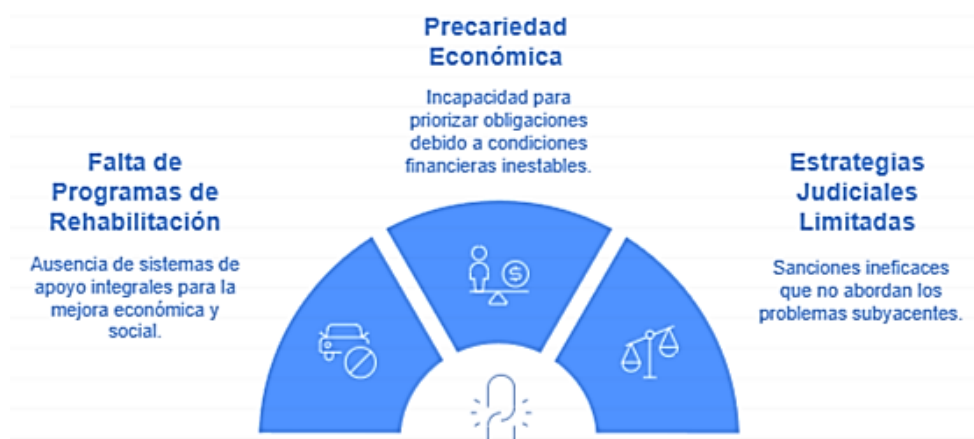 Precariedad
Económica
Incapacidad para
priorizar obligaciones
debido a condiciones
financieras inestables.
Falta de
Programas de
Rehabilitación
Ausencia de sistemas de
apoyo integrales para la
mejora económica y
social.
Estrategias
Judiciales
Limitadas
Sanciones ineficaces
que no abordan los
problemas subyacentes.
$